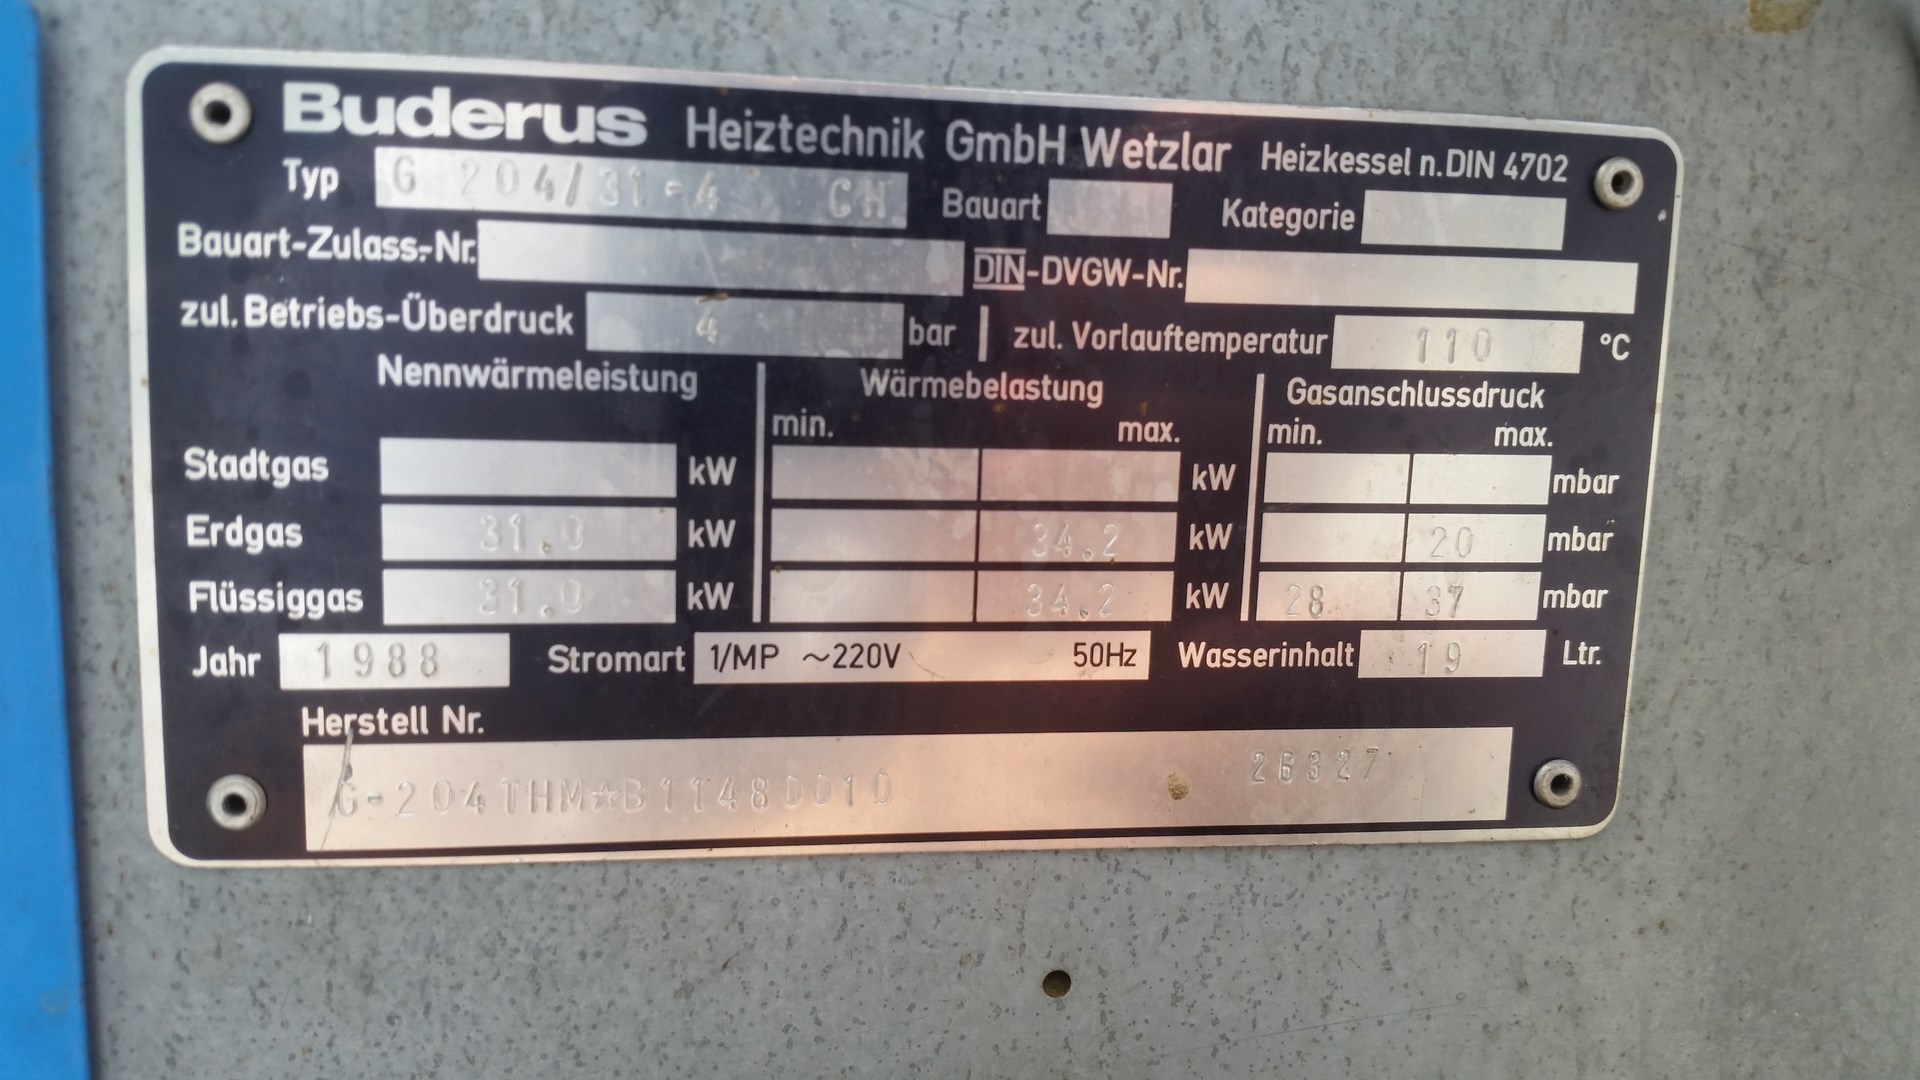 Buderus Heiztechnik GmbH Wetzlar Heizkessel n. DIN 4702
Typ G 204/31-4 CH Bauart Kategorie
Bauart-Zulass.-Nr. DIN-DVGW-Nr.
zul. Betriebs-Überdruck 4 bar | zul. Vorlauftemperatur 110 °C
Nennwärmeleistung Wärmebelastung Gasanschlussdruck
min. max. min. max.
Stadtgas kW kW mbar
Erdgas 31.0 kW 34.2 kW 20 mbar
Flüssiggas 31.0 kW 34.2 kW 28 37 mbar
Jahr 1988 Stromart 1/MP ~220V 50Hz Wasserinhalt 19 Ltr.
Herstell Nr.
G-204THM☆B11480010 26327